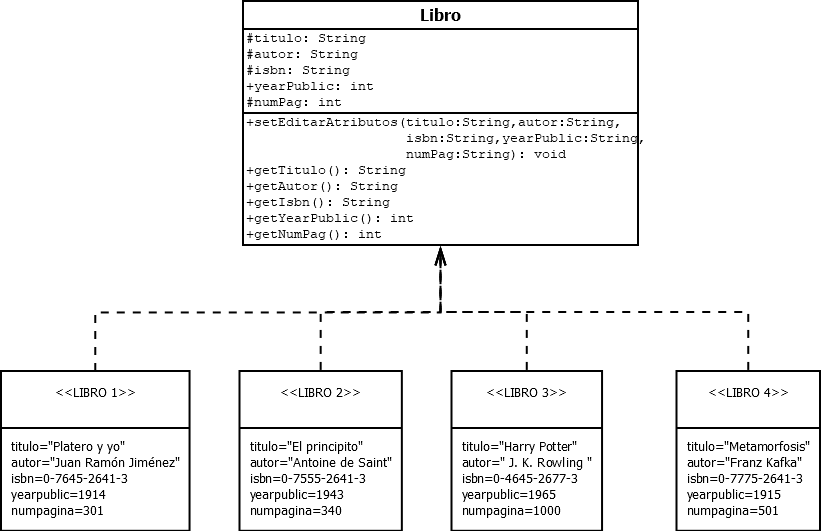 Libro
#titulo: String
#autor: String
#isbn: String
+yearPublic: int
#numPag: int
+setEditarAtributos(titulo:String,autor:String,
isbn:String,yearPublic:String,
numPag:String): void
+getTitulo(): String
+getAutor(): String
+getIsbn(): String
+getYearPublic(): int
+getNumPag(): int
<<LIBRO 1>>
titulo="Platero y yo"
autor="Juan Ramón Jiménez"
isbn=0-7645-2641-3
yearpublic=1914
numpagina=301
<<LIBRO 2>>
titulo="El principito"
autor="Antoine de Saint"
isbn=0-7555-2641-3
yearpublic=1943
numpagina=340
<<LIBRO 3>>
titulo="Harry Potter"
autor=" J. K. Rowling "
isbn=0-4645-2677-3
yearpublic=1965
numpagina=1000
<<LIBRO 4>>
titulo="Metamorfosis"
autor="Franz Kafka"
isbn=0-7775-2641-3
yearpublic=1915
numpagina=501